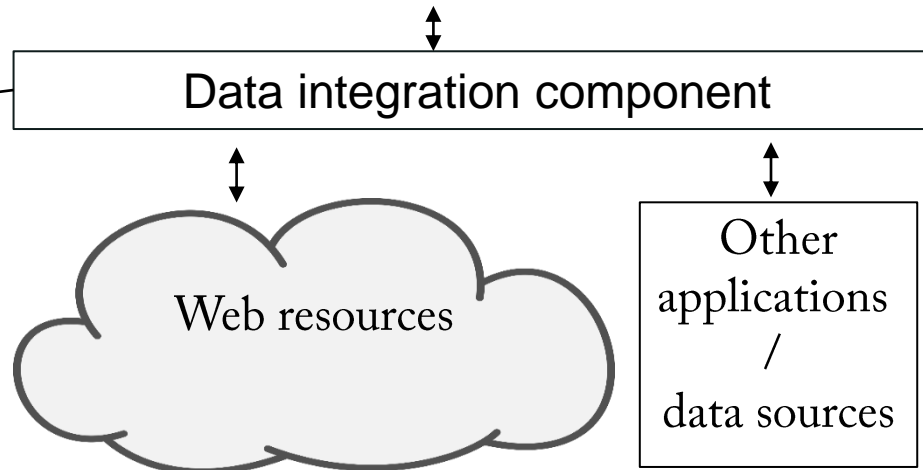 Data integration component
Web resources
Other
applications
/
data sources